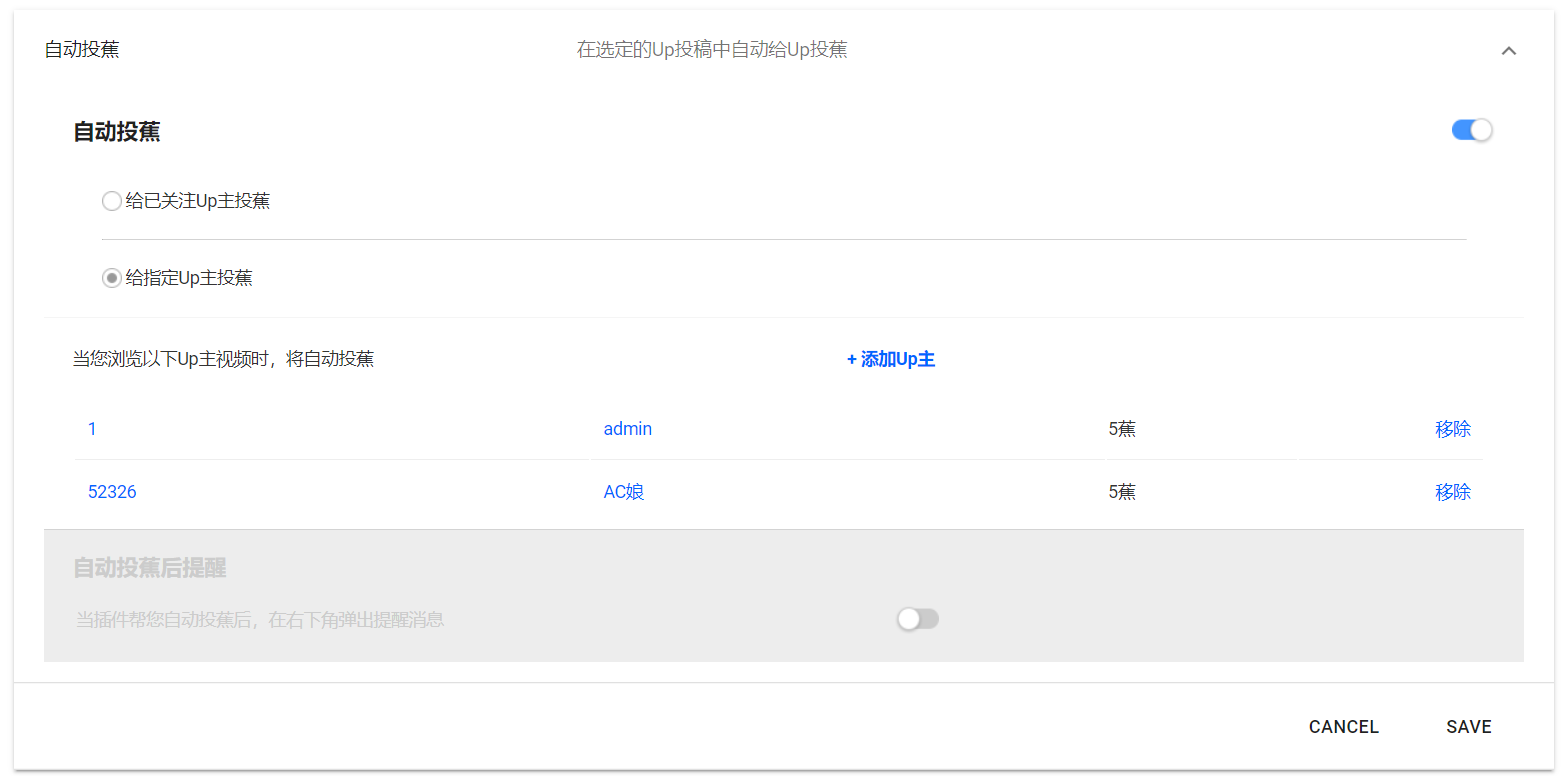 自动投蕉
在选定的Up投稿中自动给Up投蕉
自动投蕉
给已关注Up主投蕉
给指定Up主投蕉
当您浏览以下Up主视频时，将自动投蕉
+ 添加Up主
1 admin 5蕉 移除
52326 AC娘 5蕉 移除
自动投蕉后提醒
当插件帮您自动投蕉后，在右下角弹出提醒消息
CANCEL SAVE